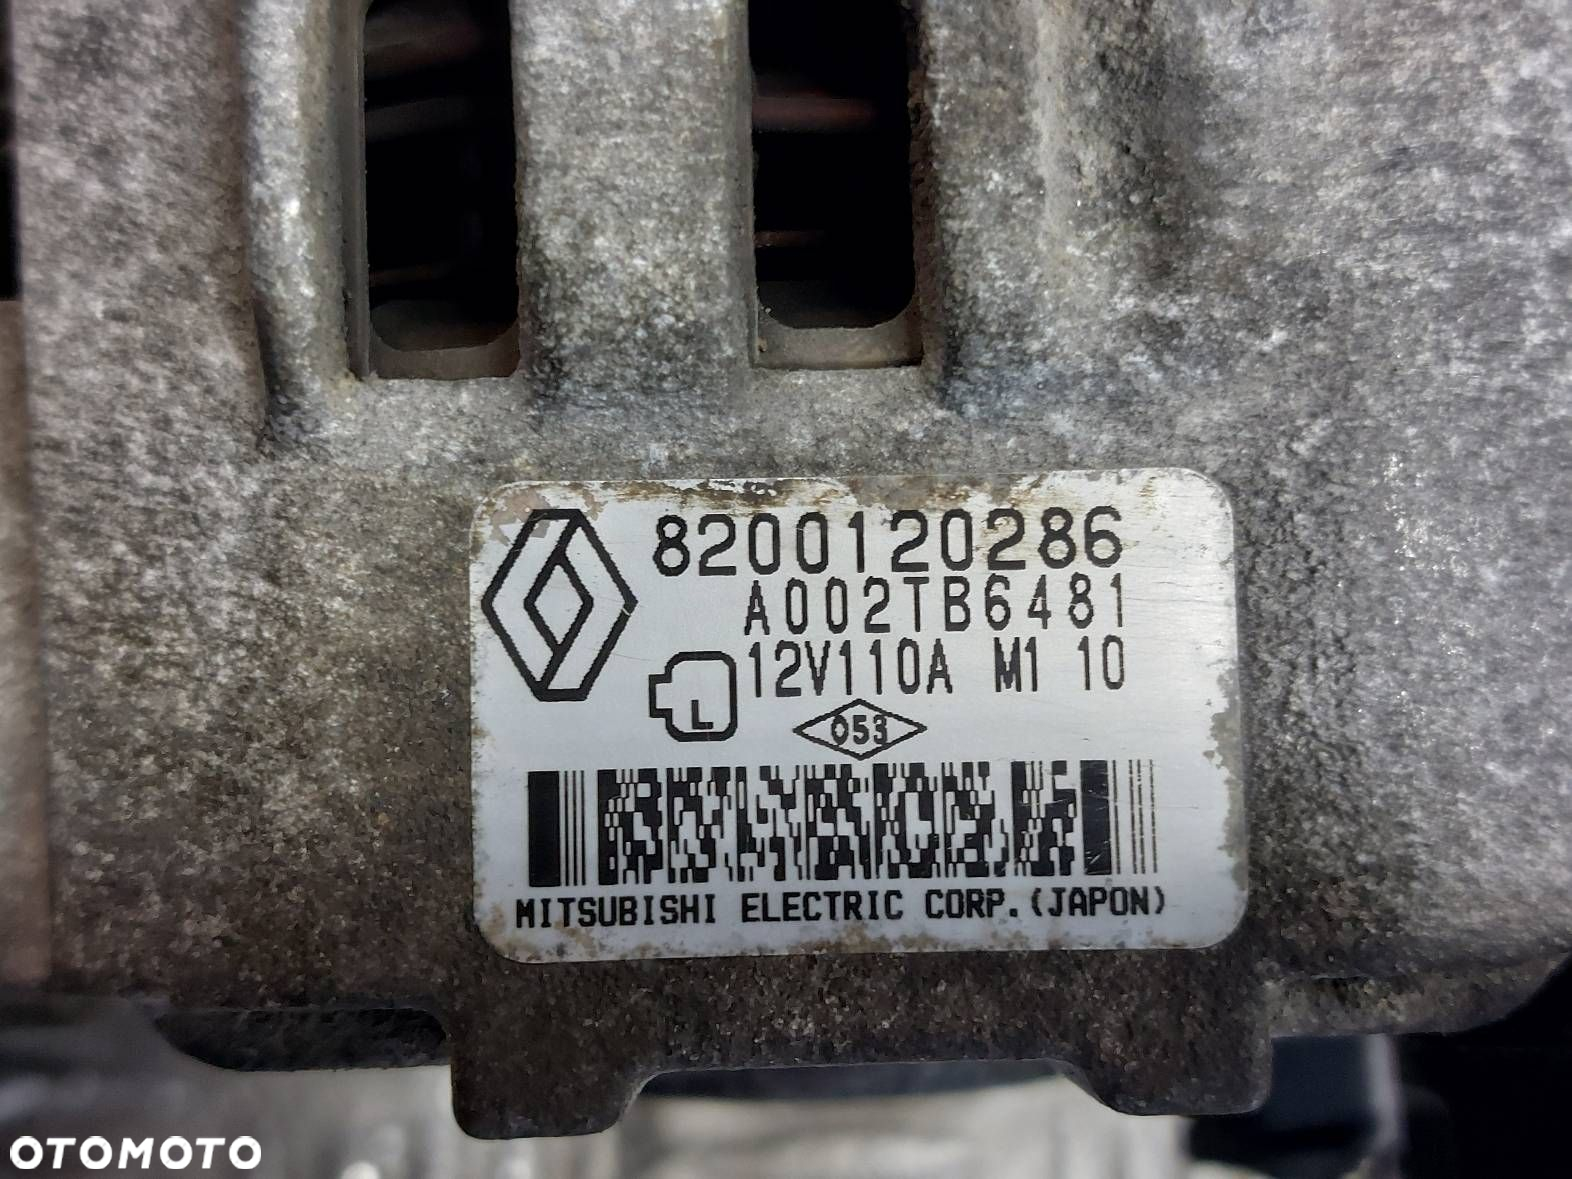 8200120286
A002TB6481
12V110A M1 10
L
053
MITSUBISHI ELECTRIC CORP.(JAPON)
OTOMOTO